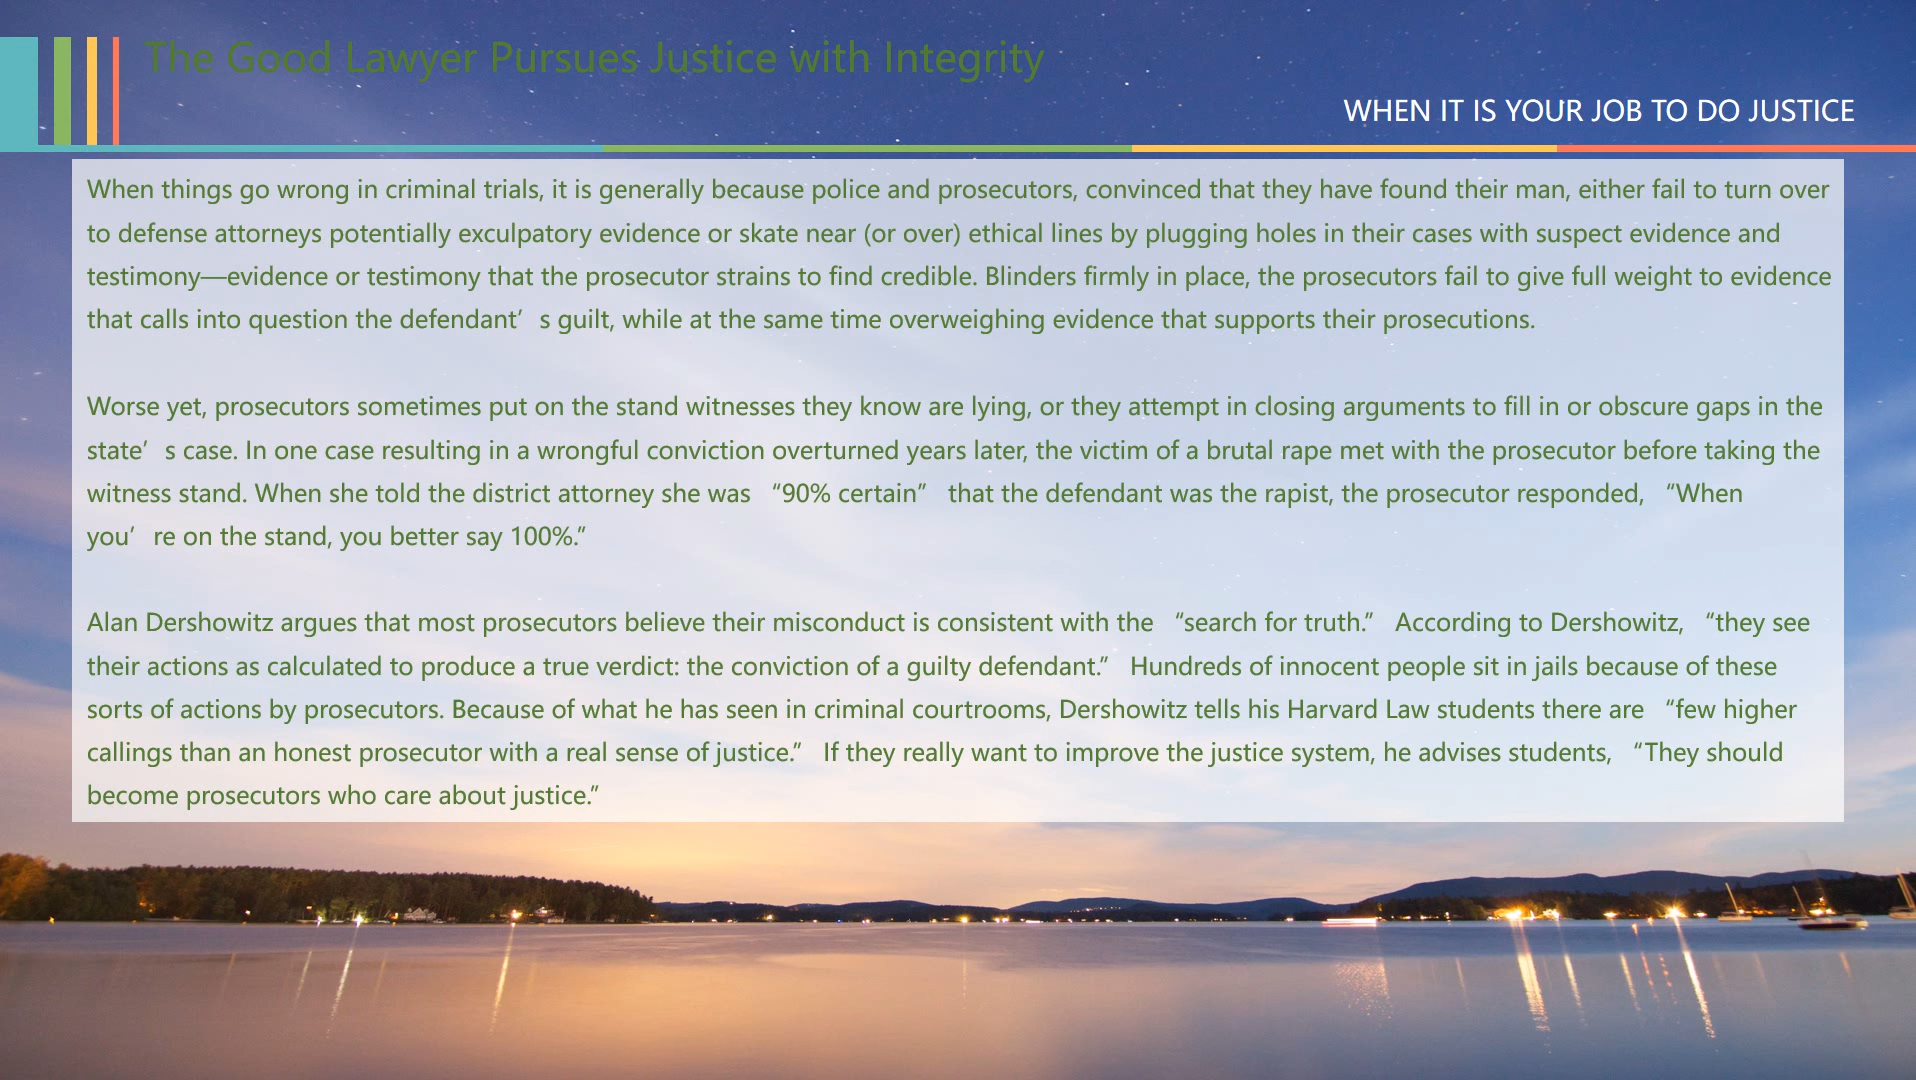 The Good Lawyer Pursues Justice with Integrity
WHEN IT IS YOUR JOB TO DO JUSTICE
When things go wrong in criminal trials, it is generally because police and prosecutors, convinced that they have found their man, either fail to turn over
to defense attorneys potentially exculpatory evidence or skate near (or over) ethical lines by plugging holes in their cases with suspect evidence and
testimony—evidence or testimony that the prosecutor strains to find credible. Blinders firmly in place, the prosecutors fail to give full weight to evidence
that calls into question the defendant’s guilt, while at the same time overweighing evidence that supports their prosecutions.
Worse yet, prosecutors sometimes put on the stand witnesses they know are lying, or they attempt in closing arguments to fill in or obscure gaps in the
state’s case. In one case resulting in a wrongful conviction overturned years later, the victim of a brutal rape met with the prosecutor before taking the
witness stand. When she told the district attorney she was “90% certain” that the defendant was the rapist, the prosecutor responded, “When
you’re on the stand, you better say 100%.”
Alan Dershowitz argues that most prosecutors believe their misconduct is consistent with the “search for truth.” According to Dershowitz, “they see
their actions as calculated to produce a true verdict: the conviction of a guilty defendant.” Hundreds of innocent people sit in jails because of these
sorts of actions by prosecutors. Because of what he has seen in criminal courtrooms, Dershowitz tells his Harvard Law students there are “few higher
callings than an honest prosecutor with a real sense of justice.” If they really want to improve the justice system, he advises students, “They should
become prosecutors who care about justice.”